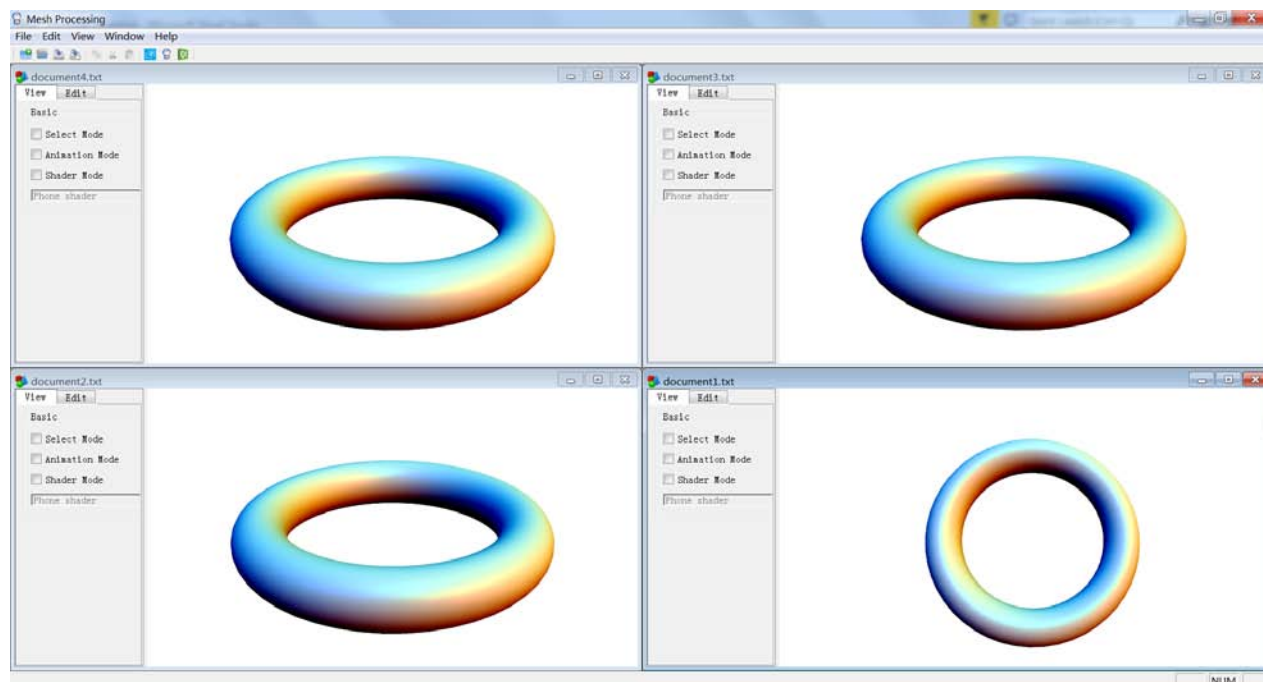 Mesh Processing
File Edit View Window Help
document4.txt
View Edit
Basic
Select Mode
Animation Mode
Shader Mode
Phone shader
document3.txt
View Edit
Basic
Select Mode
Animation Mode
Shader Mode
Phone shader
document2.txt
View Edit
Basic
Select Mode
Animation Mode
Shader Mode
Phone shader
document1.txt
View Edit
Basic
Select Mode
Animation Mode
Shader Mode
Phone shader
NUM